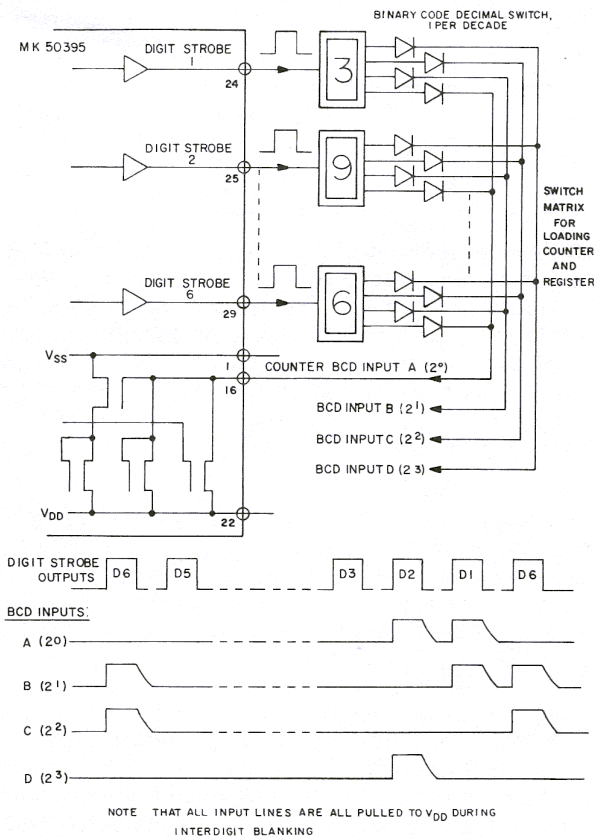 BINARY CODE DECIMAL SWITCH,
1 PER DECADE
MK 50395
DIGIT STROBE
1
24
3
DIGIT STROBE
2
25
9
SWITCH
MATRIX
FOR
LOADING
COUNTER
AND
REGISTER
DIGIT STROBE
6
29
6
VSS
1
16
COUNTER BCD INPUT A (2⁰)
BCD INPUT B (2¹)
BCD INPUT C (2²)
BCD INPUT D (2³)
VDD
22
DIGIT STROBE
OUTPUTS
D6 D5 D3 D2 D1 D6
BCD INPUTS:
A (2⁰)
B (2¹)
C (2²)
D (2³)
NOTE THAT ALL INPUT LINES ARE ALL PULLED TO VDD DURING
INTERDIGIT BLANKING